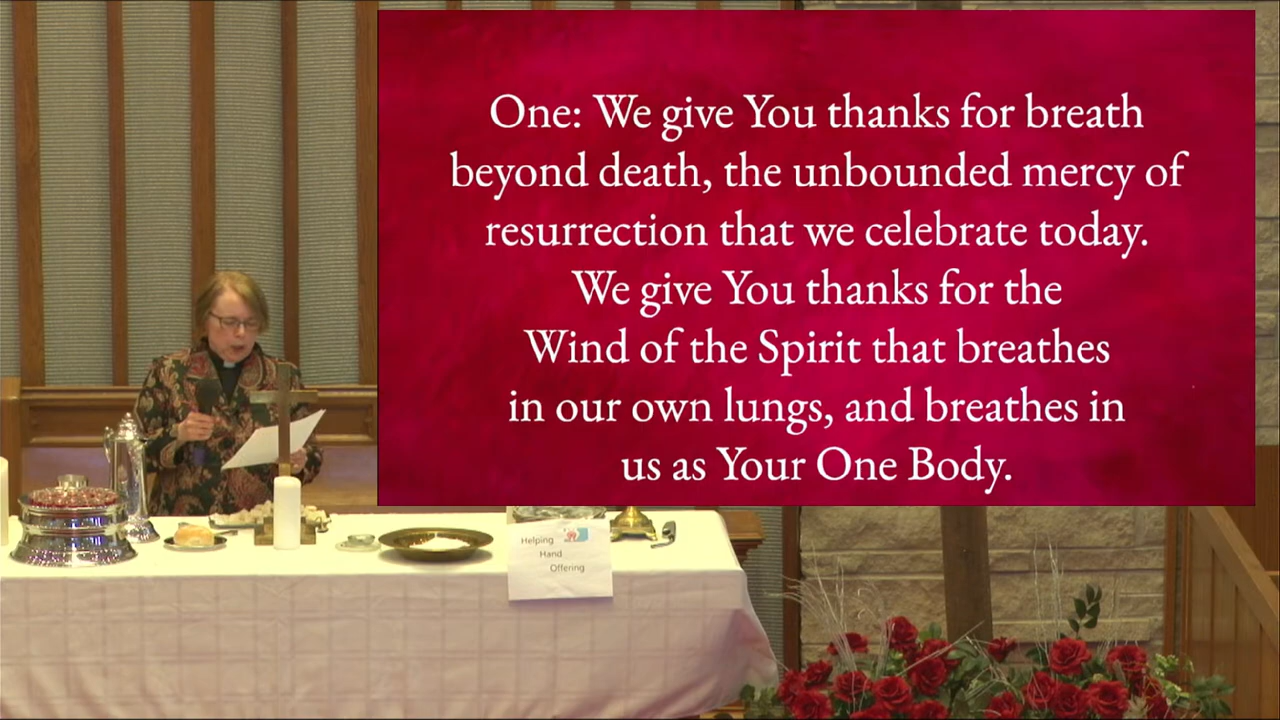 One: We give You thanks for breath
beyond death, the unbounded mercy of
resurrection that we celebrate today.
We give You thanks for the
Wind of the Spirit that breathes
in our own lungs, and breathes in
us as Your One Body.
Helping
Hand
Offering